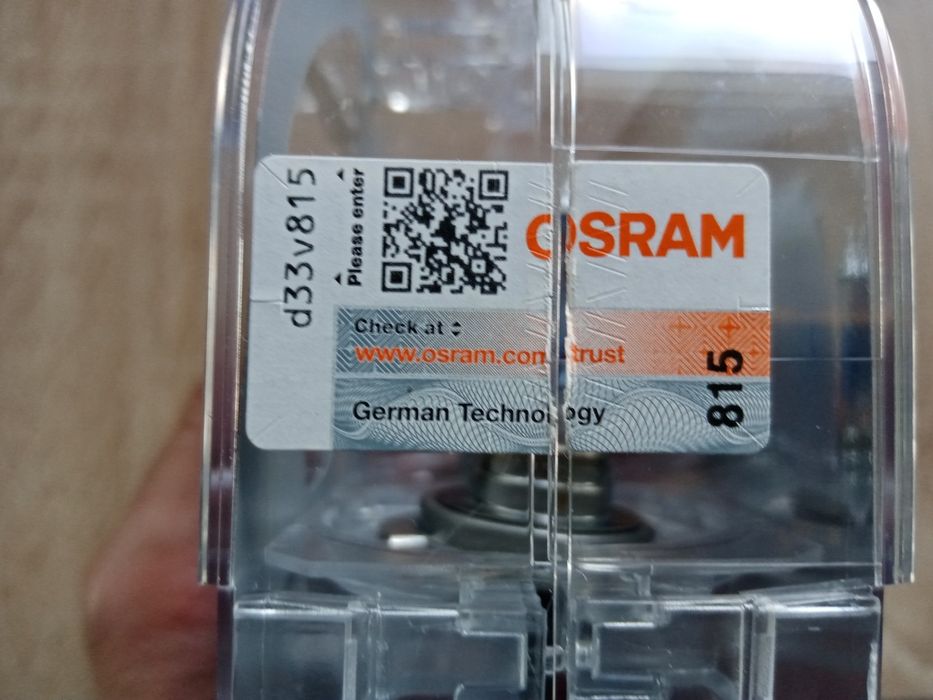 d33v815
Please enter
OSRAM
Check at
www.osram.com/trust
German Technology
815